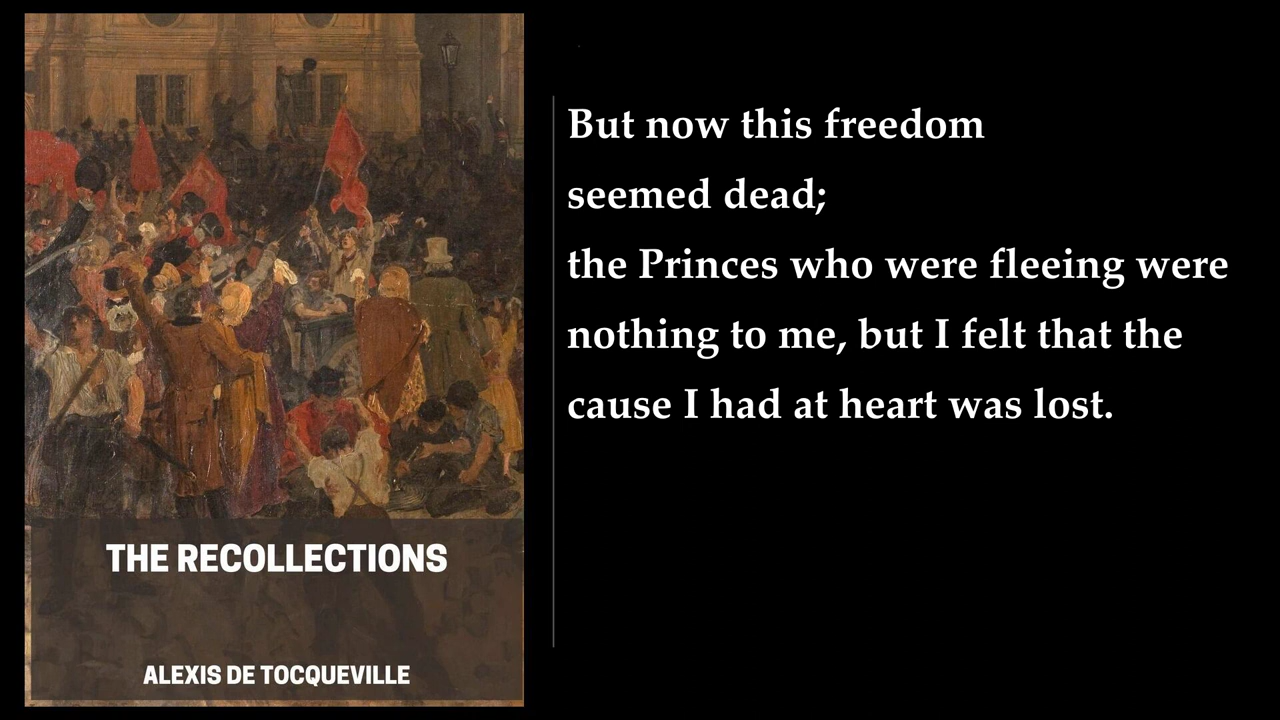 THE RECOLLECTIONS
ALEXIS DE TOCQUEVILLE
But now this freedom
seemed dead;
the Princes who were fleeing were
nothing to me, but I felt that the
cause I had at heart was lost.